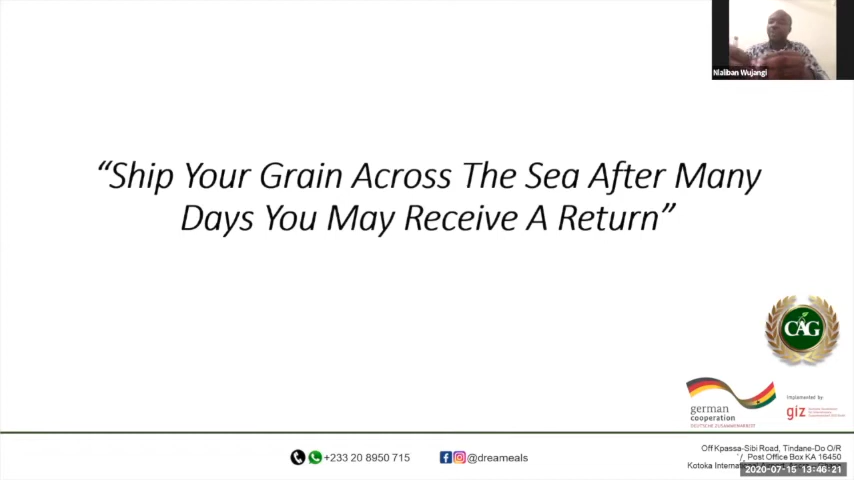 Nlaliban Wujangi
“Ship Your Grain Across The Sea After Many
Days You May Receive A Return”
CAG
german
cooperation
DEUTSCHE ZUSAMMENARBEIT
Implemented by:
giz
+233 20 8950 715
@dreameals
Off Kpassa-Sibi Road, Tindane-Do O/R
Post Office Box KA 16450
Kotoka
2020-07-15 13:46:21